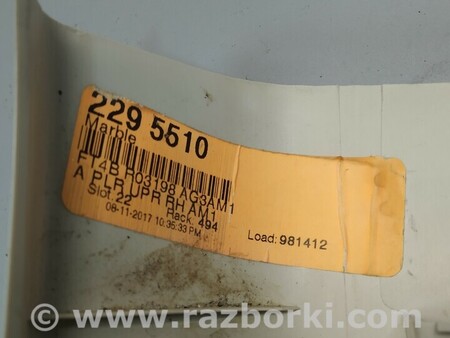 229 5510
Marble
FT4B P03198 AG3AM1
A PLR UPR RH AM1
Slot: 22 Rack: 494
08-11-2017 10:35:33 PM
Load: 981412
© www.razborki.com